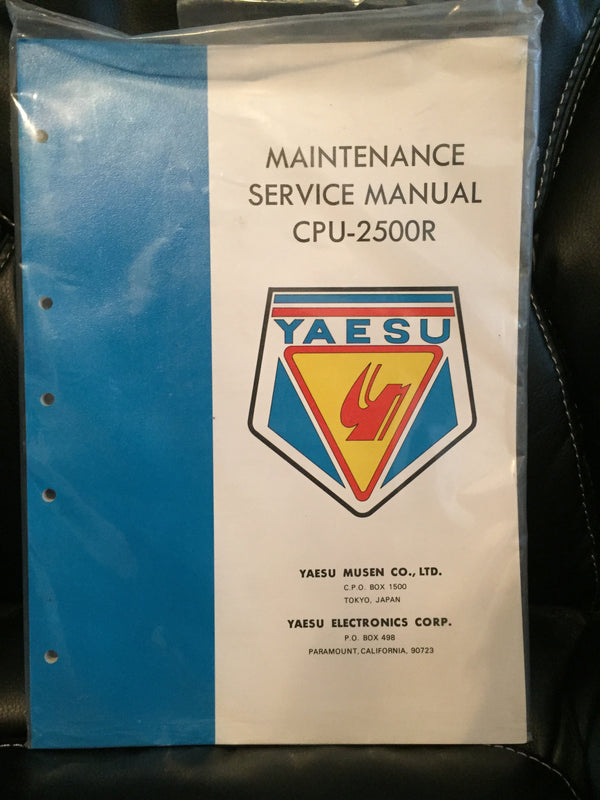 MAINTENANCE
SERVICE MANUAL
CPU-2500R
YAESU
YAESU MUSEN CO., LTD.
C.P.O. BOX 1500
TOKYO, JAPAN
YAESU ELECTRONICS CORP.
P.O. BOX 498
PARAMOUNT, CALIFORNIA, 90723